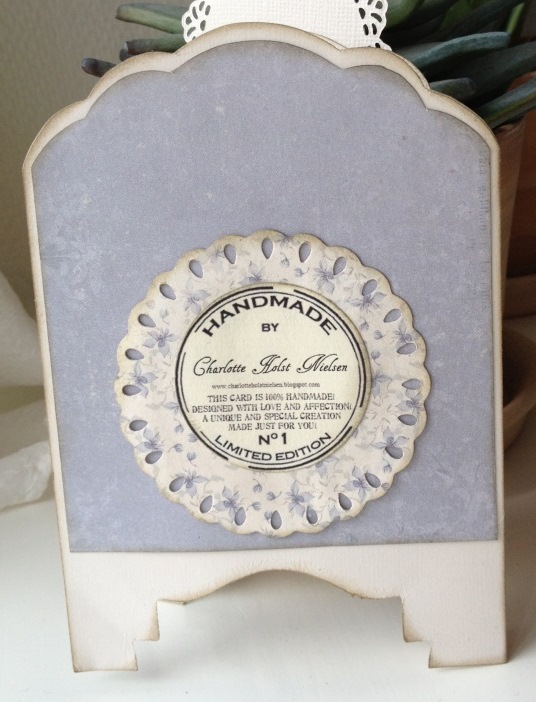 HANDMADE
BY
Charlotte Holst Nielsen
www.charlotteholstnielsen.blogspot.com
THIS CARD IS 100% HANDMADE!
DESIGNED WITH LOVE AND AFFECTION;
A UNIQUE AND SPECIAL CREATION
MADE JUST FOR YOU!
Nº1
LIMITED EDITION